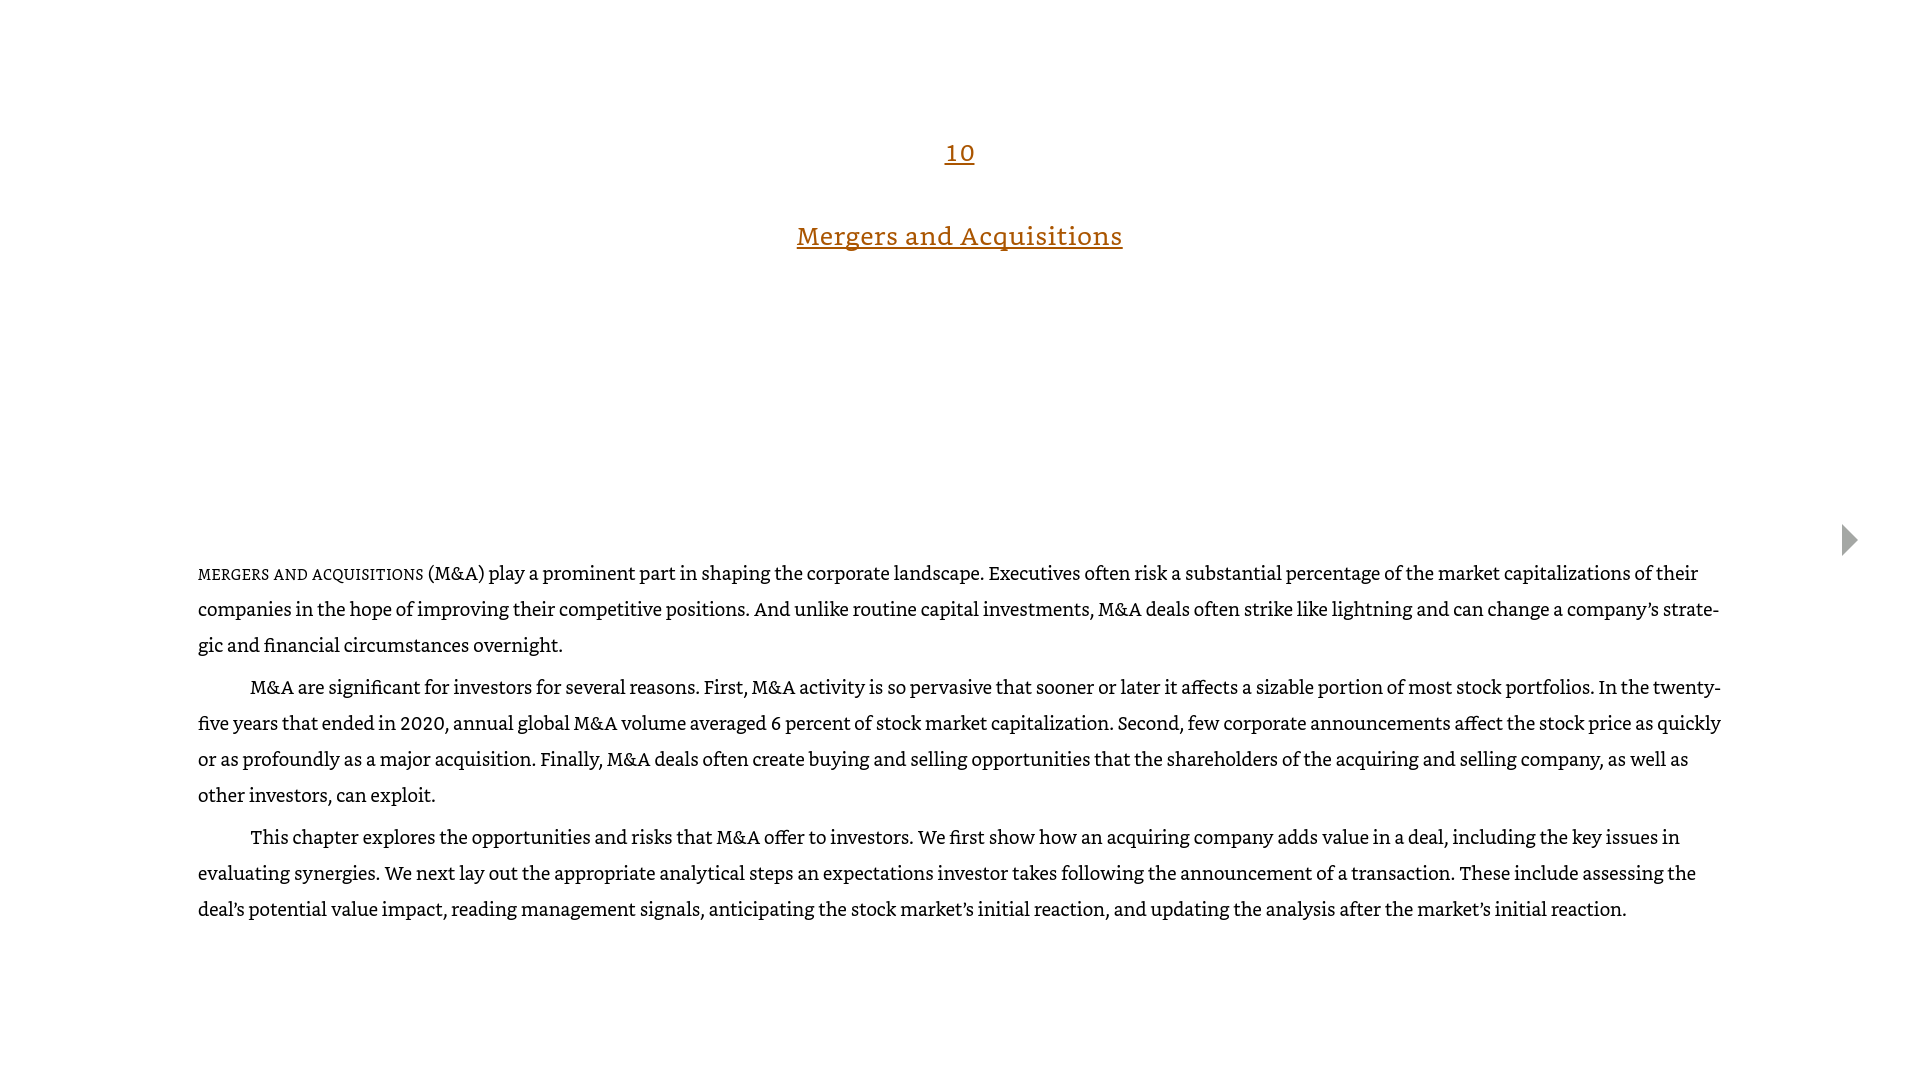 10
Mergers and Acquisitions
MERGERS AND ACQUISITIONS (M&A) play a prominent part in shaping the corporate landscape. Executives often risk a substantial percentage of the market capitalizations of their
companies in the hope of improving their competitive positions. And unlike routine capital investments, M&A deals often strike like lightning and can change a company’s strate-
gic and financial circumstances overnight.
M&A are significant for investors for several reasons. First, M&A activity is so pervasive that sooner or later it affects a sizable portion of most stock portfolios. In the twenty-
five years that ended in 2020, annual global M&A volume averaged 6 percent of stock market capitalization. Second, few corporate announcements affect the stock price as quickly
or as profoundly as a major acquisition. Finally, M&A deals often create buying and selling opportunities that the shareholders of the acquiring and selling company, as well as
other investors, can exploit.
This chapter explores the opportunities and risks that M&A offer to investors. We first show how an acquiring company adds value in a deal, including the key issues in
evaluating synergies. We next lay out the appropriate analytical steps an expectations investor takes following the announcement of a transaction. These include assessing the
deal’s potential value impact, reading management signals, anticipating the stock market’s initial reaction, and updating the analysis after the market’s initial reaction.